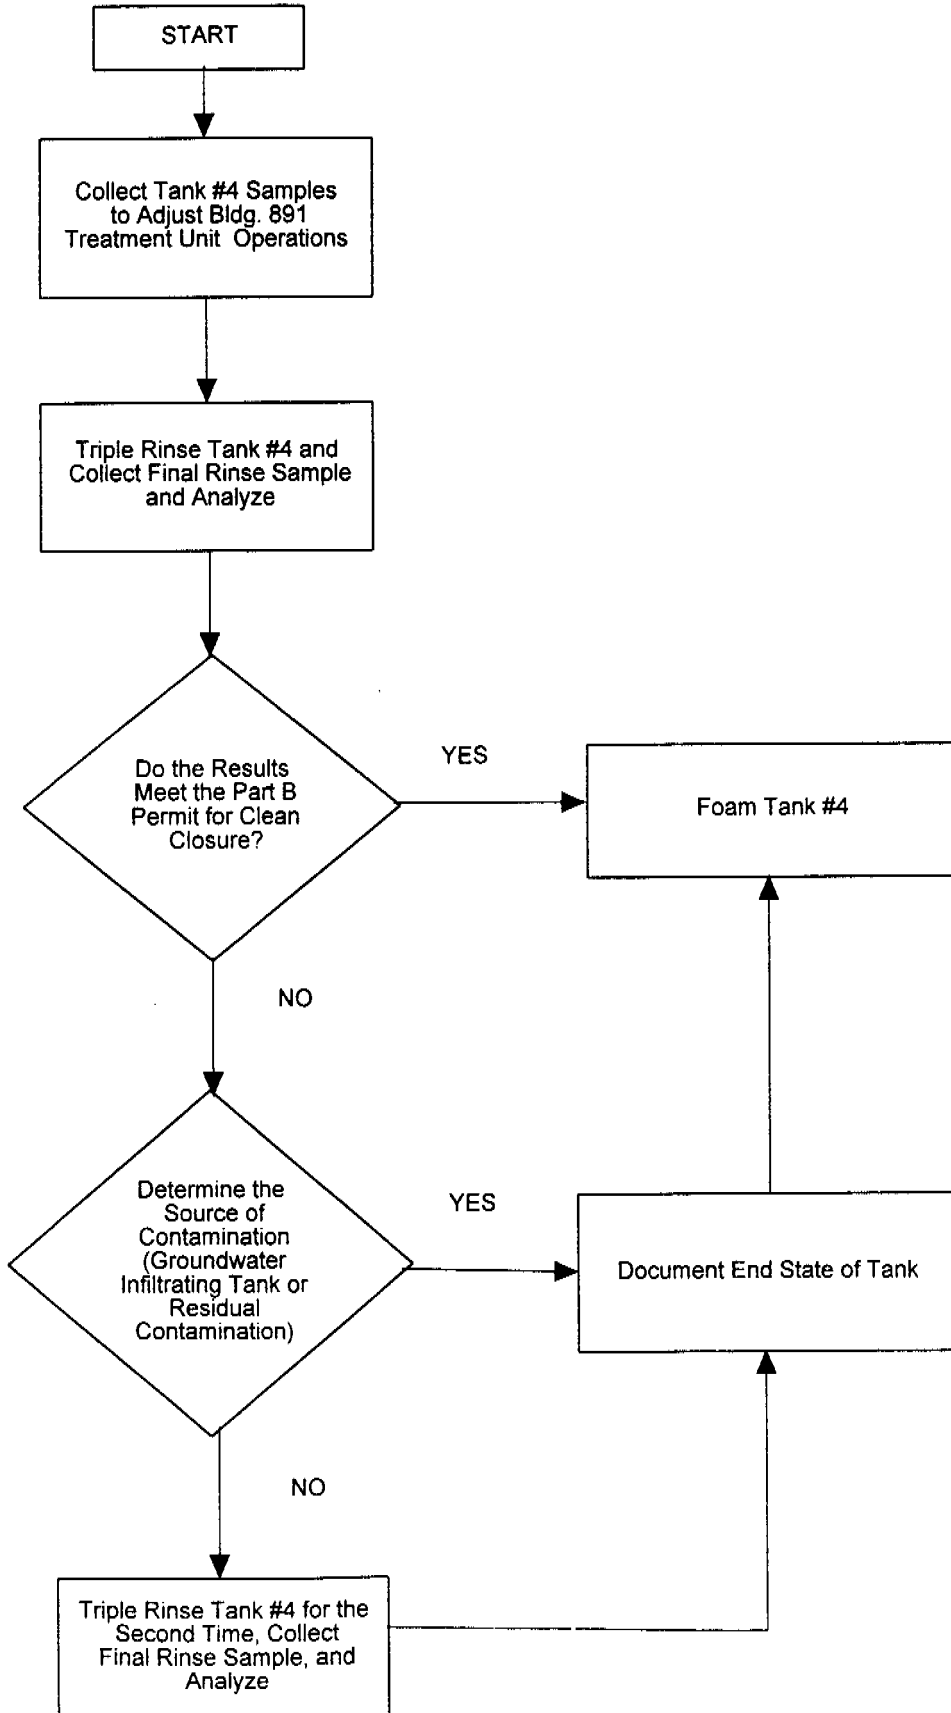 START
Collect Tank #4 Samples
to Adjust Bldg. 891
Treatment Unit Operations
Triple Rinse Tank #4 and
Collect Final Rinse Sample
and Analyze
Do the Results
Meet the Part B
Permit for Clean
Closure?
YES
Foam Tank #4
NO
Determine the
Source of
Contamination
(Groundwater
Infiltrating Tank or
Residual
Contamination)
YES
Document End State of Tank
NO
Triple Rinse Tank #4 for the
Second Time, Collect
Final Rinse Sample, and
Analyze